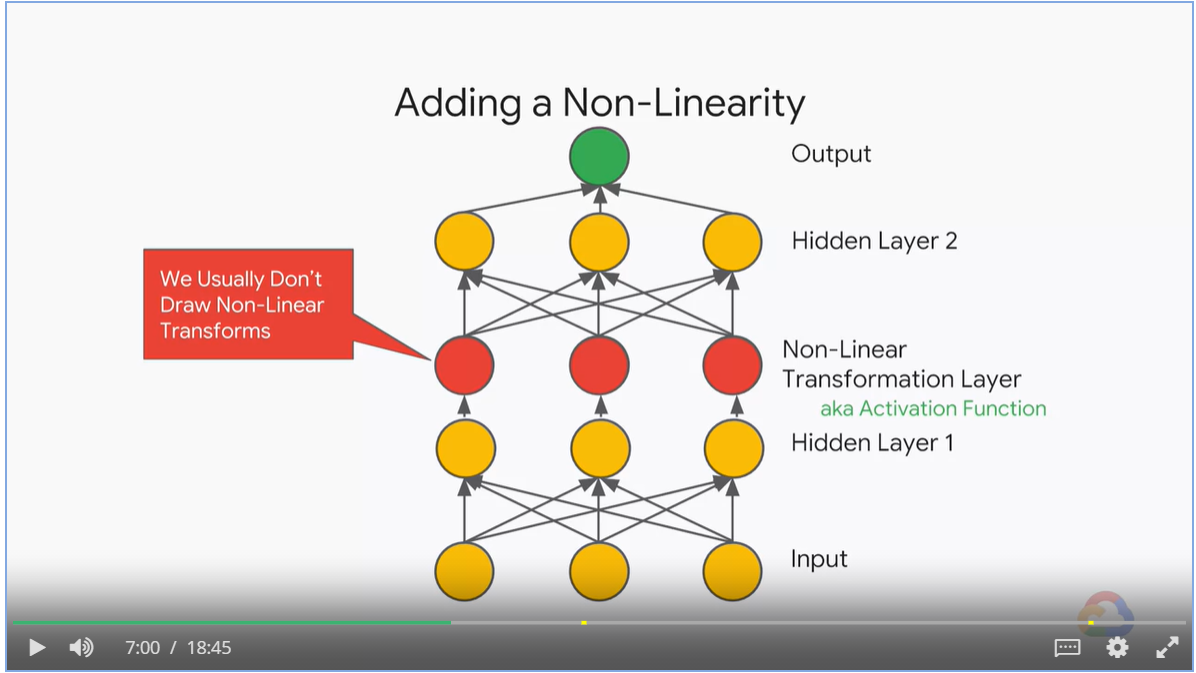 Adding a Non-Linearity
Output
Hidden Layer 2
We Usually Don't
Draw Non-Linear
Transforms
Non-Linear
Transformation Layer
aka Activation Function
Hidden Layer 1
Input
7:00 / 18:45